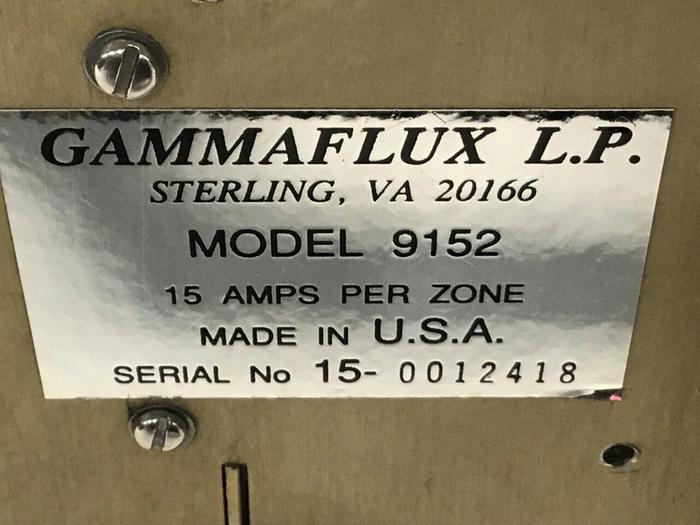 GAMMAFLUX L.P.
STERLING, VA 20166
MODEL 9152
15 AMPS PER ZONE
MADE IN U.S.A.
SERIAL No 15- 0012418